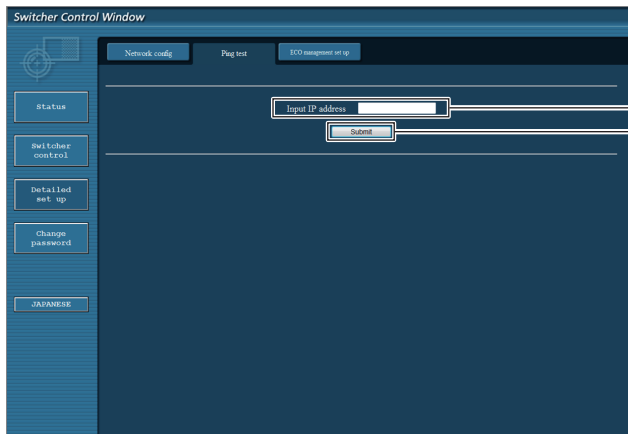 Switcher Control Window
Network config
Ping test
ECO management set up
Status
Input IP address
Submit
Switcher
control
Detailed
set up
Change
password
JAPANESE